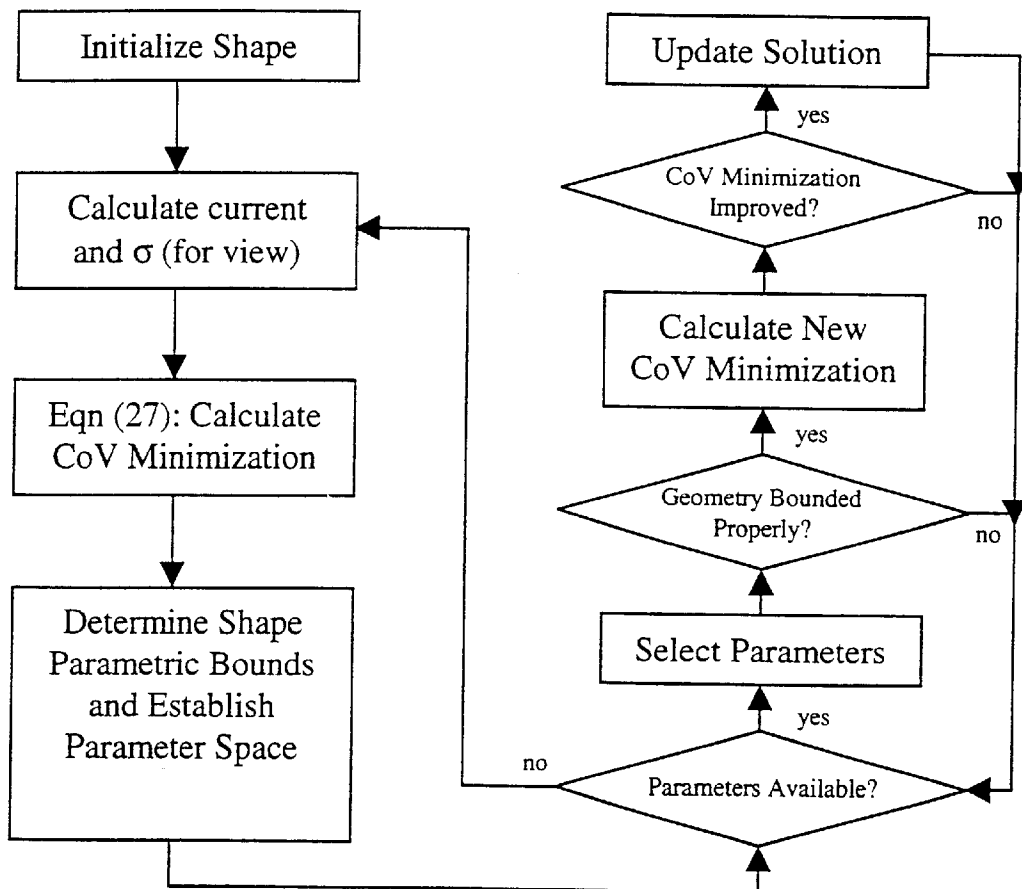 Initialize Shape
Calculate current
and σ (for view)
Eqn (27): Calculate
CoV Minimization
Determine Shape
Parametric Bounds
and Establish
Parameter Space
Update Solution
yes
CoV Minimization
Improved?
no
Calculate New
CoV Minimization
yes
Geometry Bounded
Properly?
no
Select Parameters
yes
no
Parameters Available?